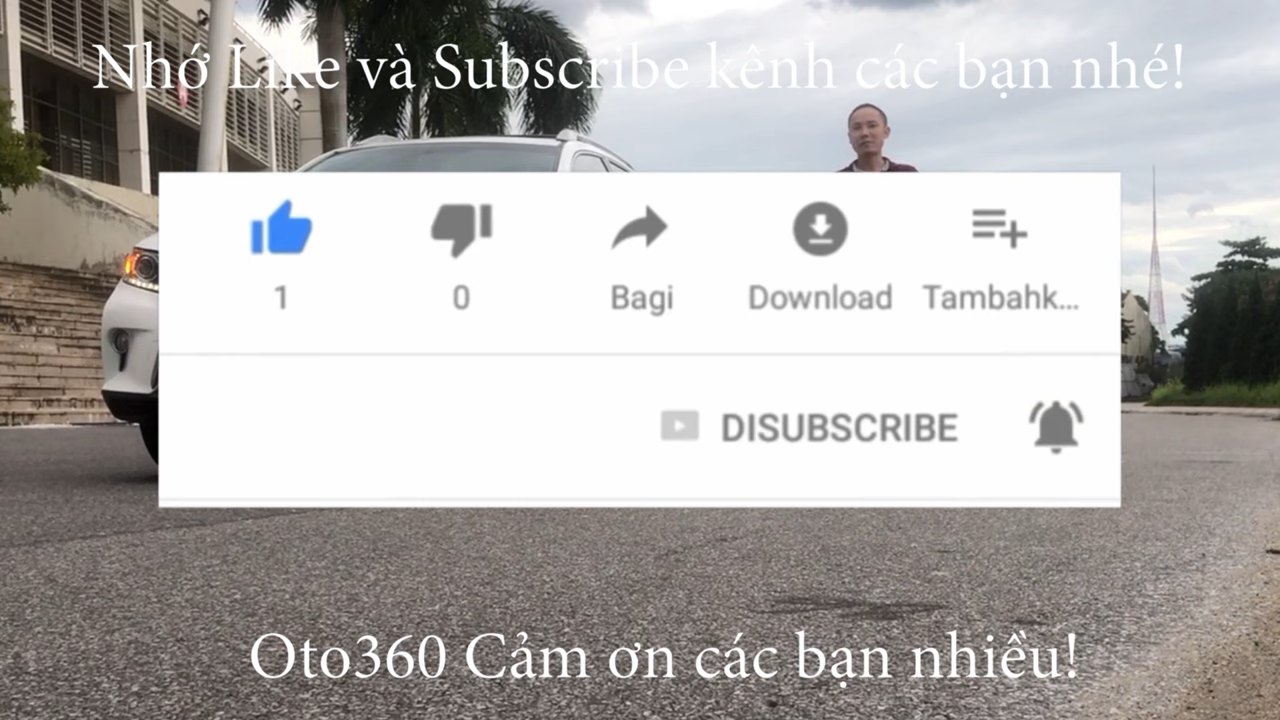 Nhớ Like và Subscribe kênh các bạn nhé!
1 0 Bagi Download Tambahk...
DISUBSCRIBE
Oto360 Cảm ơn các bạn nhiều!